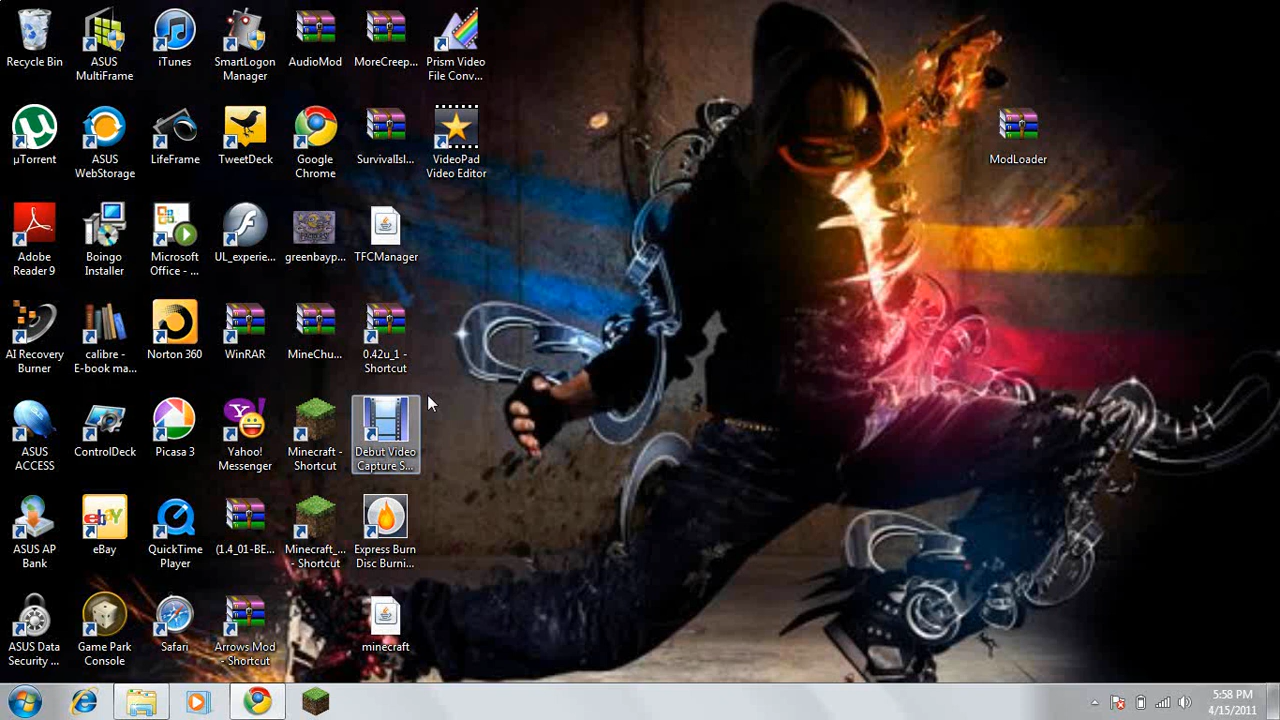 Recycle Bin
ASUS
MultiFrame
iTunes
SmartLogon
Manager
AudioMod
MoreCreep...
Prism Video
File Conv...
ModLoader
µTorrent
ASUS
WebStorage
LifeFrame
TweetDeck
Google
Chrome
SurvivalIsl...
VideoPad
Video Editor
Adobe
Reader 9
Boingo
Installer
Microsoft
Office - ...
UL_experie...
greenbayp...
TFCManager
AI Recovery
Burner
calibre -
E-book ma...
Norton 360
WinRAR
MineChu...
0.42u_1 -
Shortcut
ASUS
ACCESS
ControlDeck
Picasa 3
Yahoo!
Messenger
Minecraft -
Shortcut
Debut Video
Capture S...
ASUS AP
Bank
eBay
QuickTime
Player
(1.4_01-BE...
Minecraft_...
- Shortcut
Express Burn
Disc Burni...
ASUS Data
Security ...
Game Park
Console
Safari
Arrows Mod
- Shortcut
minecraft
5:58 PM
4/15/2011